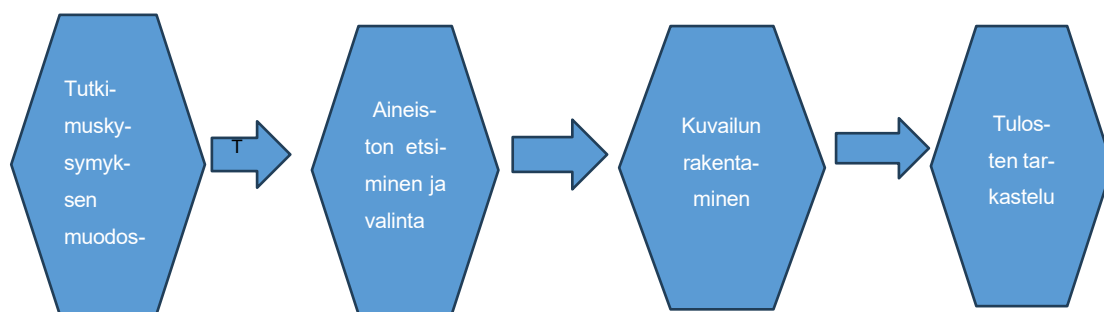 Tutki-
musky-
symyk-
sen
muodos-
T
Aineis-
ton etsi-
minen ja
valinta
Kuvailun
rakenta-
minen
Tulos-
ten tar-
kastelu